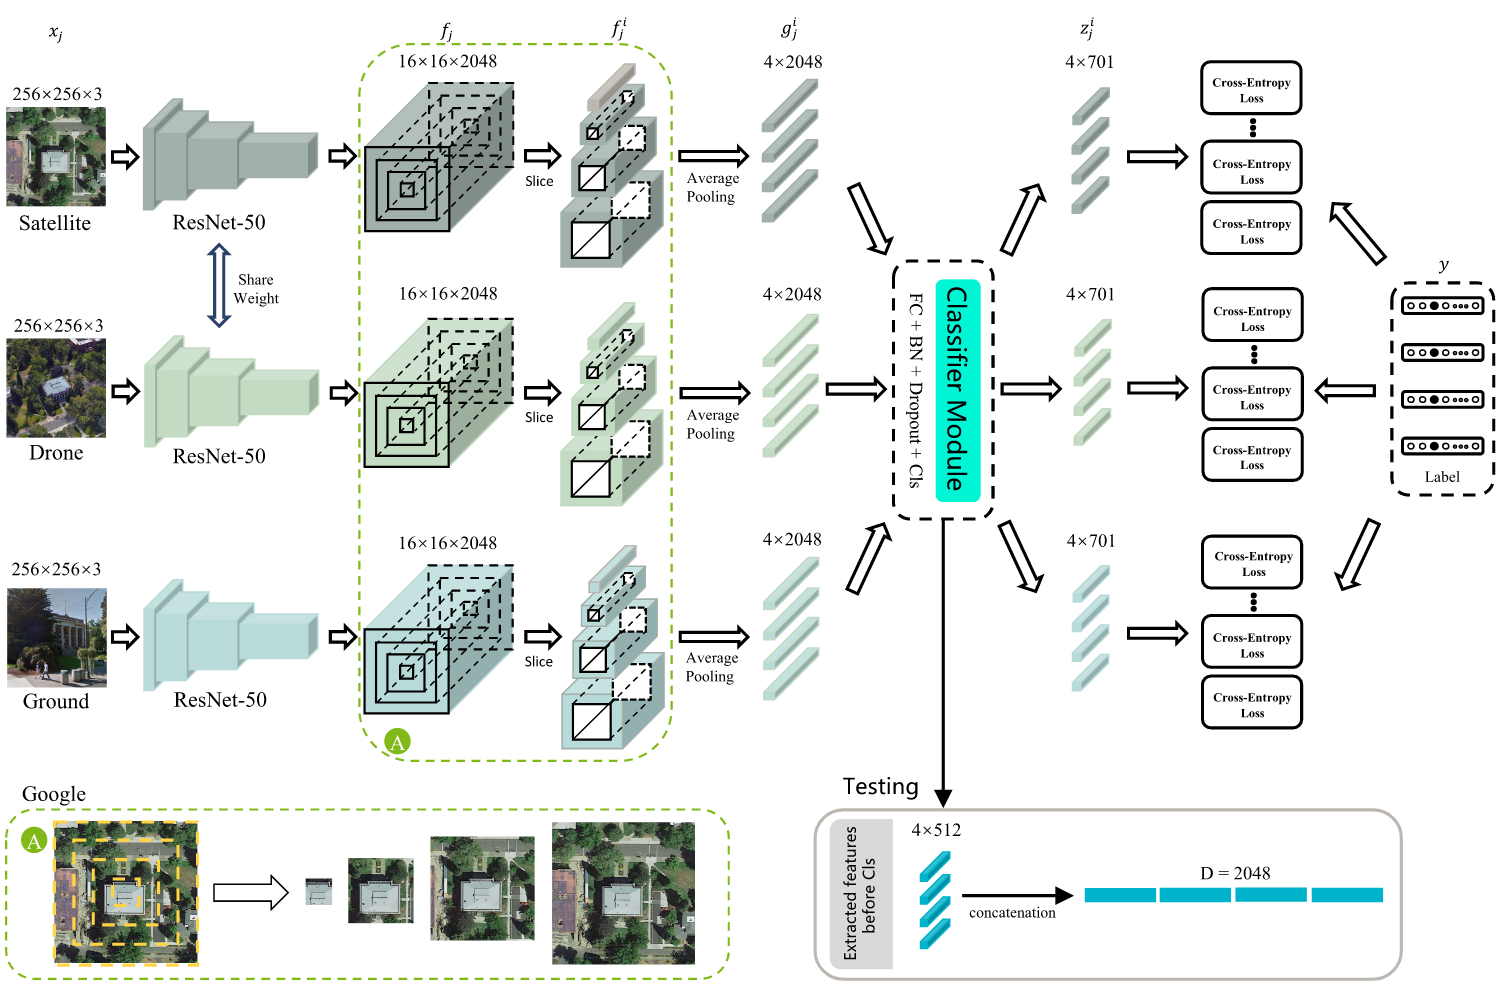 x_j
f_j
f_j^i
g_j^i
z_j^i
256×256×3
16×16×2048
4×2048
4×701
Cross-Entropy
Loss
Cross-Entropy
Loss
Cross-Entropy
Loss
Slice
Average
Pooling
Satellite
ResNet-50
Share
Weight
256×256×3
16×16×2048
4×2048
4×701
Cross-Entropy
Loss
Cross-Entropy
Loss
Cross-Entropy
Loss
Slice
Average
Pooling
Drone
ResNet-50
Classifier Module
FC + BN + Dropout + Cls
y
Label
256×256×3
16×16×2048
4×2048
4×701
Cross-Entropy
Loss
Cross-Entropy
Loss
Cross-Entropy
Loss
Slice
Average
Pooling
Ground
ResNet-50
A
Google
A
Testing
Extracted features
before Cls
4×512
concatenation
D = 2048